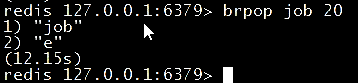 redis 127.0.0.1:6379> brpop job 20
1) "job"
2) "e"
(12.15s)
redis 127.0.0.1:6379>